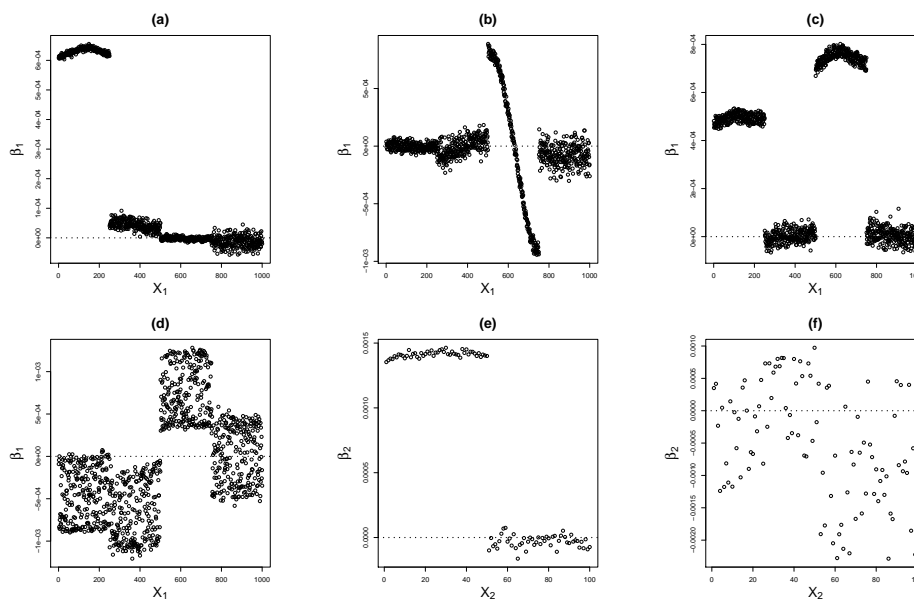 (a)
6e−04
5e−04
4e−04
3e−04
2e−04
1e−04
0e+00
β1
0 200 400 600 800 1000
X1
(b)
5e−04
0e+00
−5e−04
−1e−03
β1
0 200 400 600 800 1000
X1
(c)
8e−04
6e−04
4e−04
2e−04
0e+00
β1
0 200 400 600 800
X1
(d)
1e−03
5e−04
0e+00
−5e−04
−1e−03
β1
0 200 400 600 800 1000
X1
(e)
0.0015
0.0010
0.0005
0.0000
β2
0 20 40 60 80 100
X2
(f)
0.0010
0.0005
0.0000
−0.0005
−0.0010
−0.0015
−0.0020
β2
0 20 40 60 80
X2